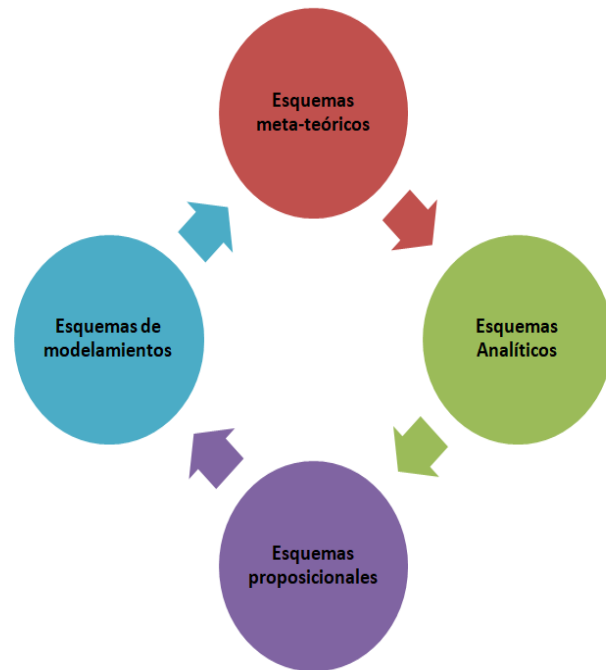 Esquemas
meta-teóricos
Esquemas
Analíticos
Esquemas
proposicionales
Esquemas de
modelamientos